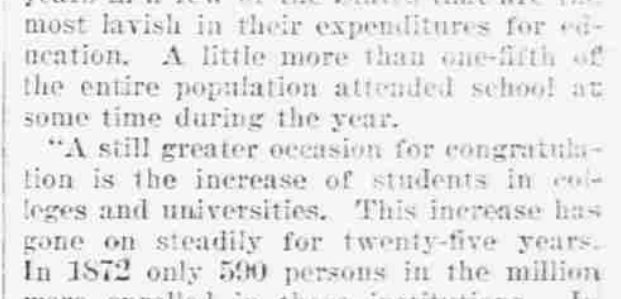 most lavish in their expenditures for ed-
ucation. A little more than one-fifth of
the entire population attended school at
some time during the year.
"A still greater occasion for congratula-
tion is the increase of students in col-
leges and universities. This increase has
gone on steadily for twenty-five years.
In 1872 only 590 persons in the million